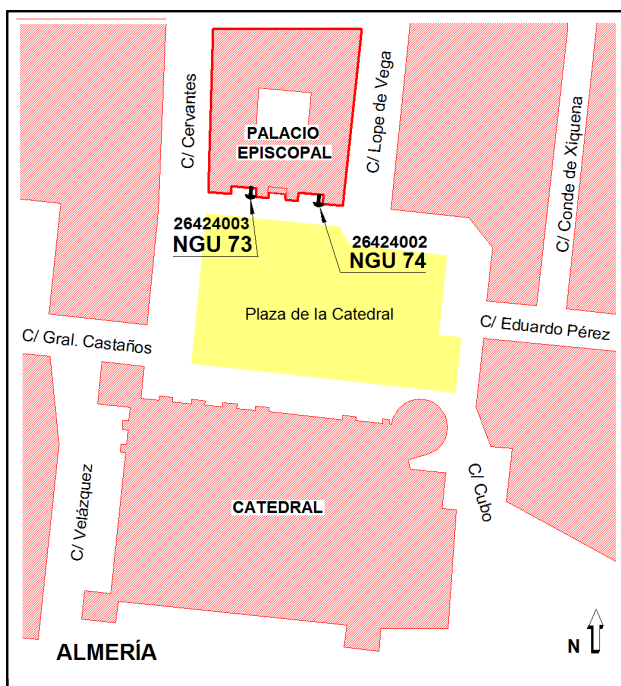 C/ Cervantes
C/ Lope de Vega
C/ Conde de Xiquena
PALACIO
EPISCOPAL
26424003
NGU 73
26424002
NGU 74
Plaza de la Catedral
C/ Eduardo Pérez
C/ Gral. Castaños
C/ Velázquez
CATEDRAL
C/ Cubo
ALMERÍA
N